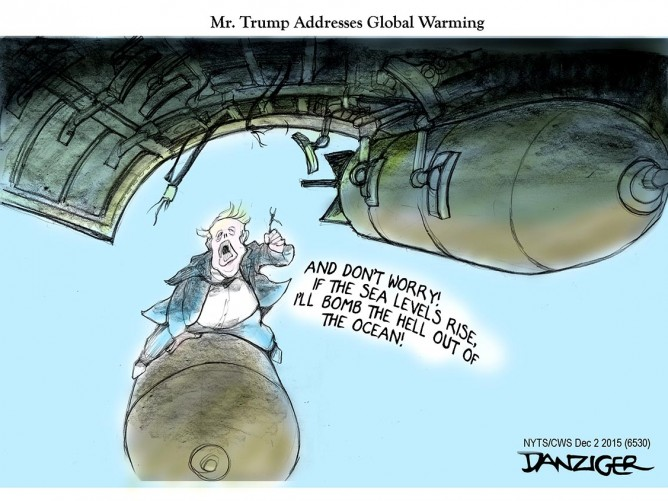 Mr. Trump Addresses Global Warming
AND DON'T WORRY!
IF THE SEA LEVELS RISE,
I'LL BOMB THE HELL OUT OF
THE OCEAN!
NYTS/CWS Dec 2 2015 (6530)
DANZIGER